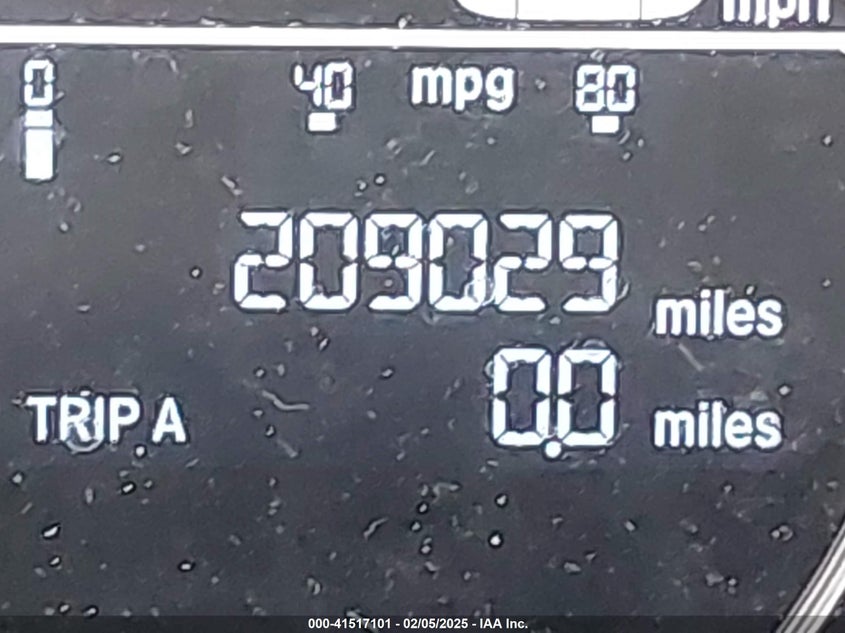 mph
0 40 mpg 80
209029 miles
TRIP A 0.0 miles
000-41517101 - 02/05/2025 - IAA Inc.